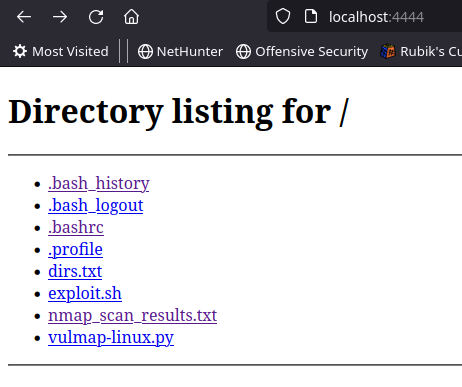 localhost:4444
Most Visited NetHunter Offensive Security Rubik's Cu
Directory listing for /
.bash_history
.bash_logout
.bashrc
.profile
dirs.txt
exploit.sh
nmap_scan_results.txt
vulmap-linux.py